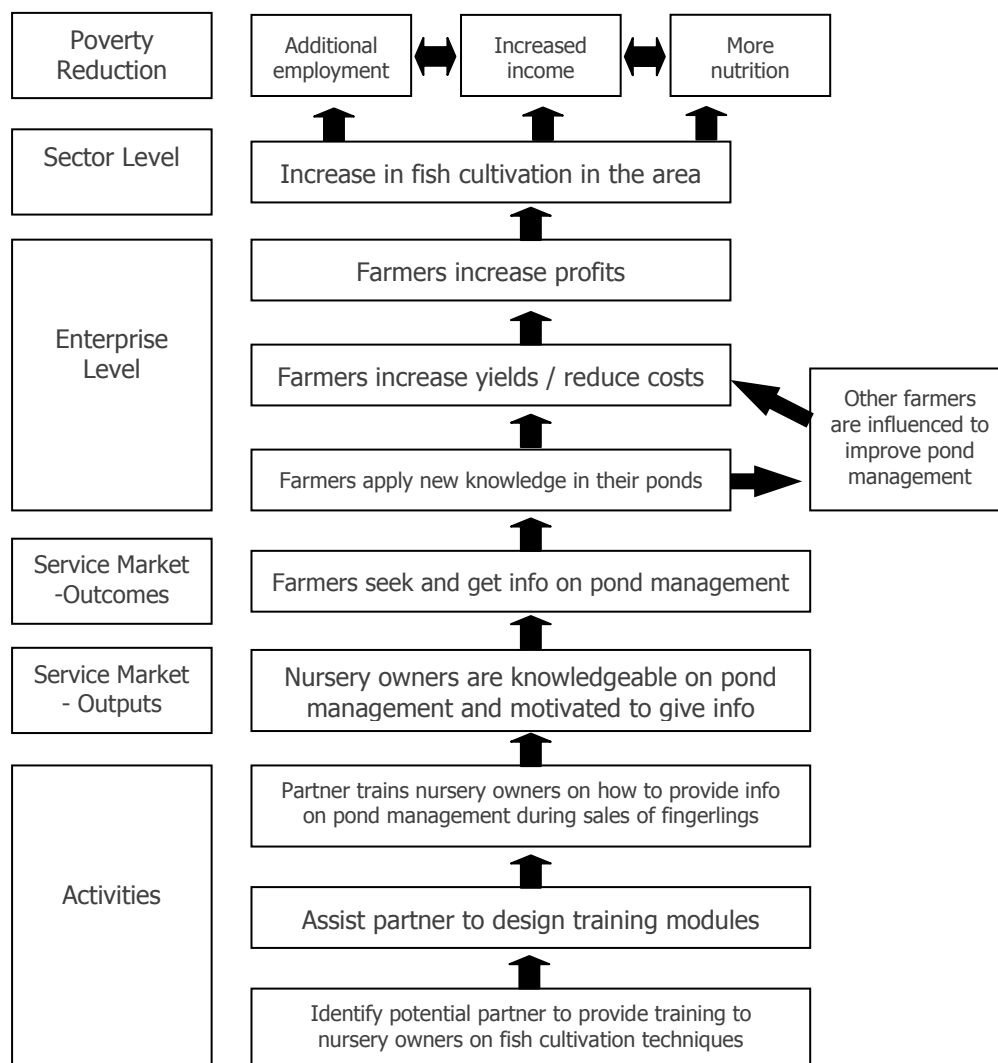 Poverty
Reduction
Additional
employment
Increased
income
More
nutrition
Sector Level
Increase in fish cultivation in the area
Enterprise
Level
Farmers increase profits
Farmers increase yields / reduce costs
Other farmers
are influenced to
improve pond
management
Farmers apply new knowledge in their ponds
Service Market
-Outcomes
Farmers seek and get info on pond management
Service Market
- Outputs
Nursery owners are knowledgeable on pond
management and motivated to give info
Activities
Partner trains nursery owners on how to provide info
on pond management during sales of fingerlings
Assist partner to design training modules
Identify potential partner to provide training to
nursery owners on fish cultivation techniques